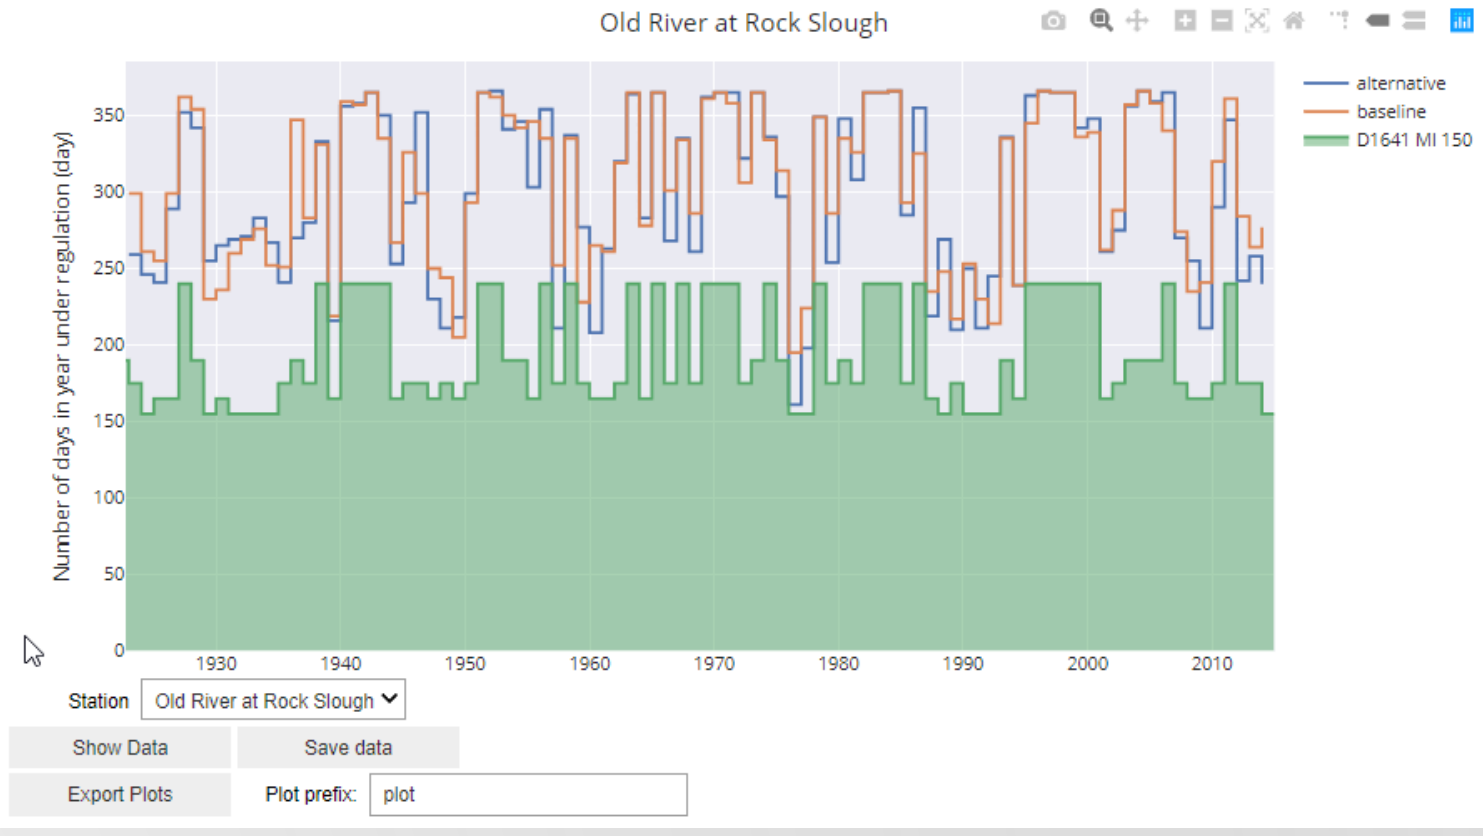 Old River at Rock Slough
alternative
baseline
D1641 MI 150
Number of days in year under regulation (day)
350
300
250
200
150
100
50
0
1930 1940 1950 1960 1970 1980 1990 2000 2010
Station Old River at Rock Slough
Show Data Save data
Export Plots Plot prefix: plot